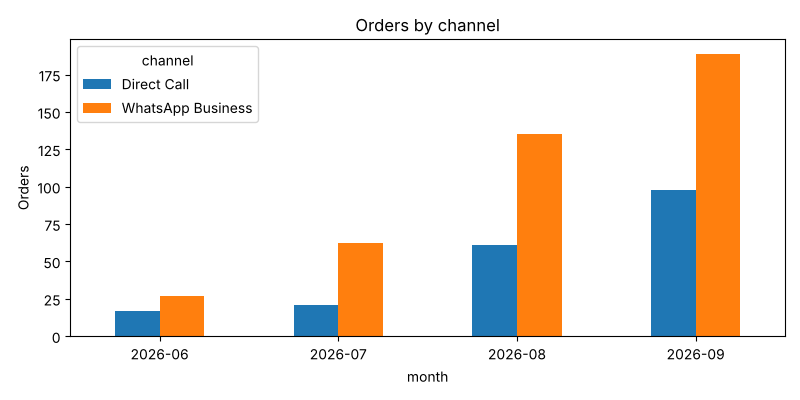 Orders by channel
channel
Direct Call
WhatsApp Business
Orders
175
150
125
100
75
50
25
0
2026-06 2026-07 2026-08 2026-09
month